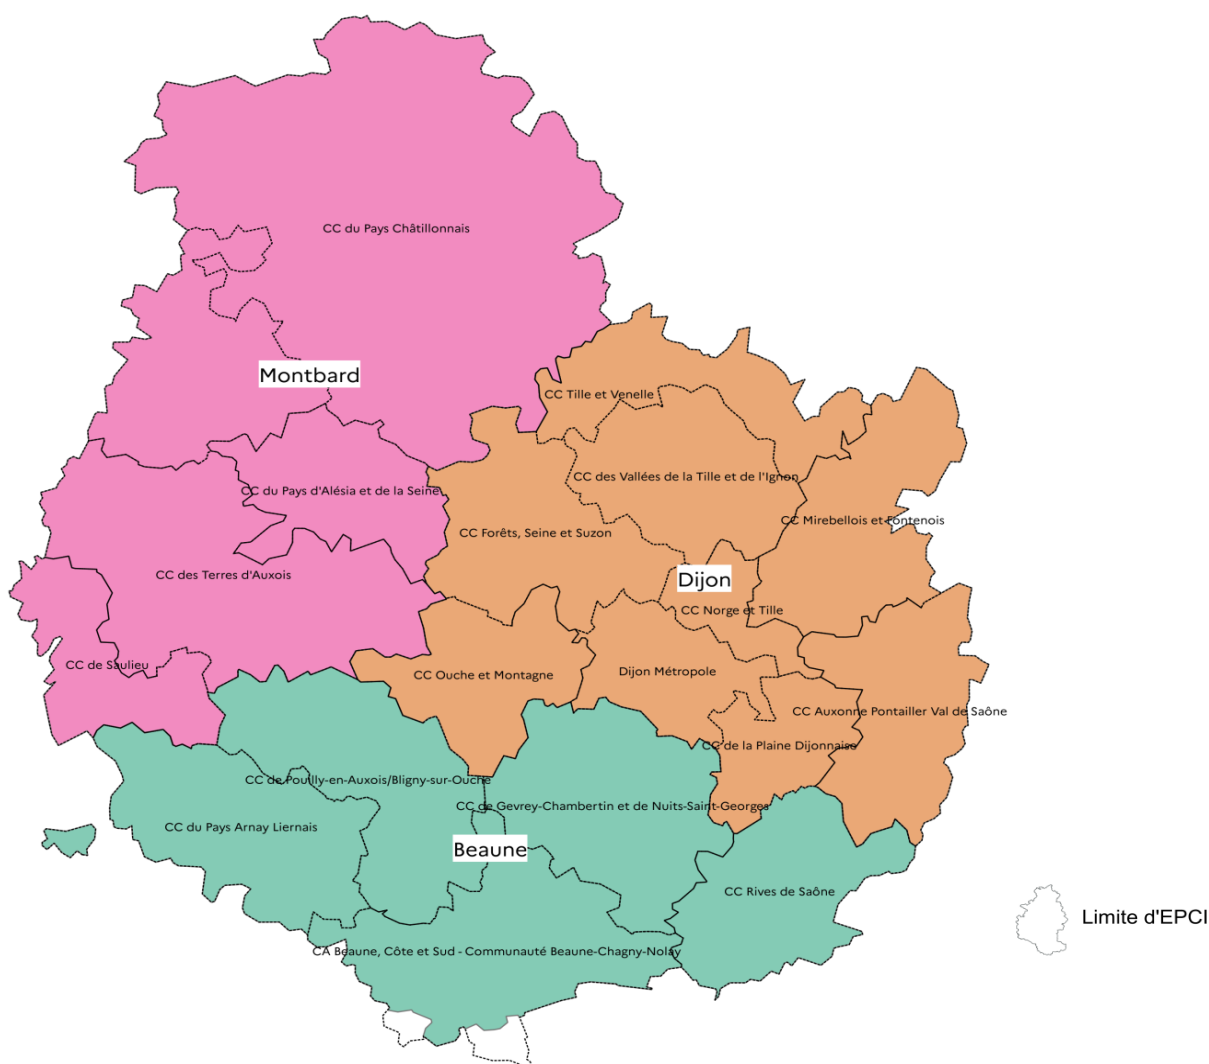 CC du Pays Châtillonnais
Montbard
CC Tille et Venelle
CC des Vallées de la Tille et de l'Ignon
CC du Pays d'Alésia et de la Seine
CC Mirebellois et Fontenois
CC Forêts, Seine et Suzon
CC des Terres d'Auxois
Dijon
CC Norge et Tille
CC de Saulieu
CC Ouche et Montagne
Dijon Métropole
CC Auxonne Pontailler Val de Saône
CC de la Plaine Dijonnaise
CC de Pouilly-en-Auxois/Bligny-sur-Ouche
CC de Gevrey-Chambertin et de Nuits-Saint-Georges
CC du Pays Arnay Liernais
Beaune
CC Rives de Saône
Limite d'EPCI
CA Beaune, Côte et Sud - Communauté Beaune-Chagny-Nolay